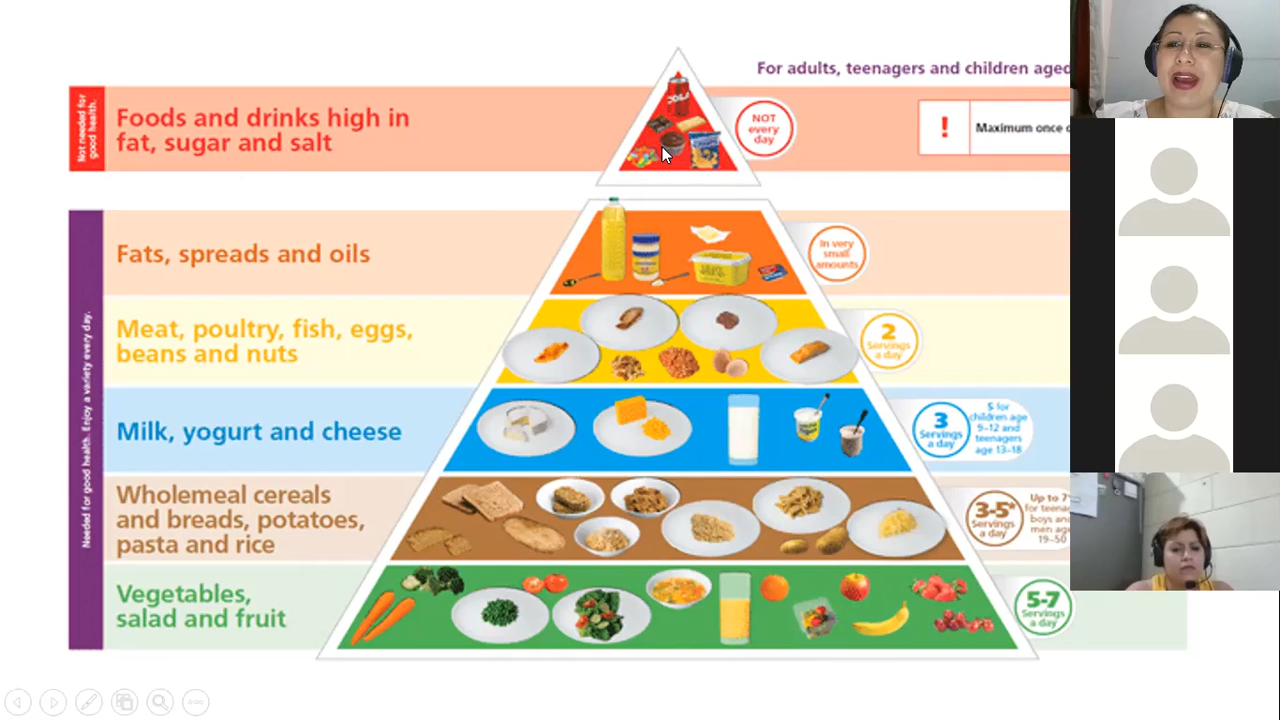 For adults, teenagers and children aged
Not needed for
good health.
Foods and drinks high in
fat, sugar and salt
NOT
every
day
!
Maximum once
Needed for good health. Enjoy a variety every day.
Fats, spreads and oils
In very
small
amounts
Meat, poultry, fish, eggs,
beans and nuts
2
Servings
a day
Milk, yogurt and cheese
3
Servings
a day
5 for
children age
9–12 and
teenagers
age 13–18
Wholemeal cereals
and breads, potatoes,
pasta and rice
3-5*
Servings
a day
Up to 7*
for
boys
men
19–50
Vegetables,
salad and fruit
5-7
Servings
a day